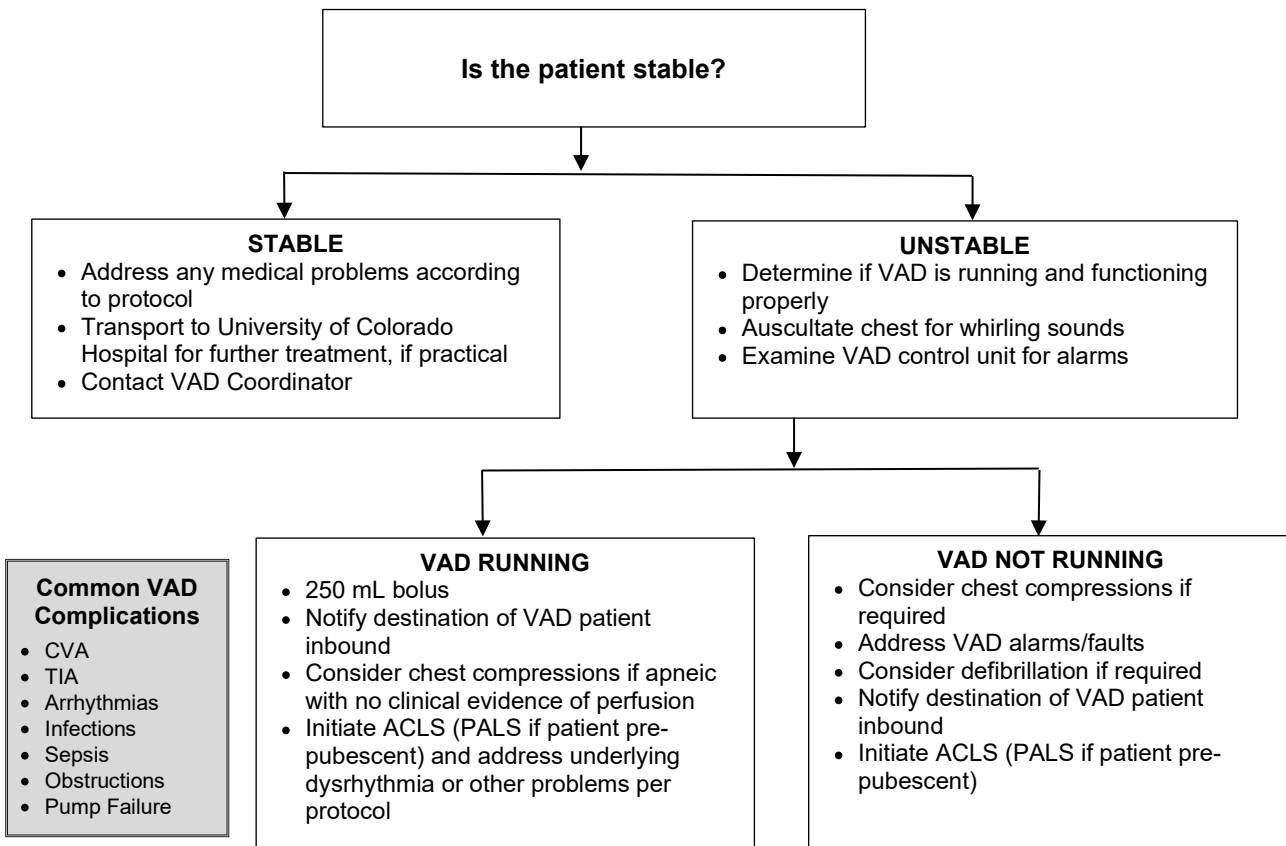 Is the patient stable?
STABLE
• Address any medical problems according
to protocol
• Transport to University of Colorado
Hospital for further treatment, if practical
• Contact VAD Coordinator
UNSTABLE
• Determine if VAD is running and functioning
properly
• Auscultate chest for whirling sounds
• Examine VAD control unit for alarms
Common VAD
Complications
• CVA
• TIA
• Arrhythmias
• Infections
• Sepsis
• Obstructions
• Pump Failure
VAD RUNNING
• 250 mL bolus
• Notify destination of VAD patient
inbound
• Consider chest compressions if apneic
with no clinical evidence of perfusion
• Initiate ACLS (PALS if patient pre-
pubescent) and address underlying
dysrhythmia or other problems per
protocol
VAD NOT RUNNING
• Consider chest compressions if
required
• Address VAD alarms/faults
• Consider defibrillation if required
• Notify destination of VAD patient
inbound
• Initiate ACLS (PALS if patient pre-
pubescent)